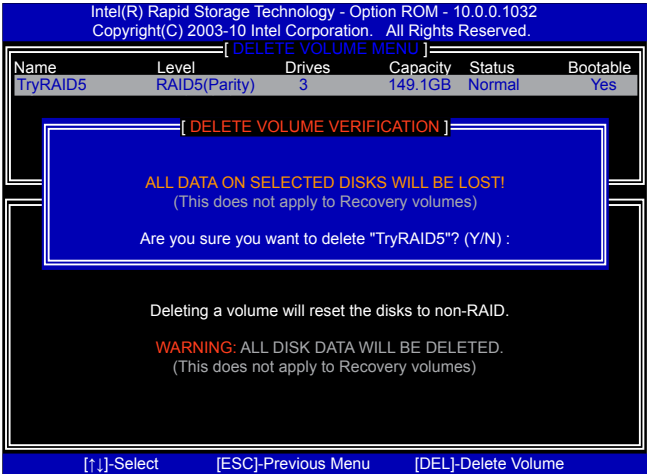 Intel(R) Rapid Storage Technology - Option ROM - 10.0.0.1032
Copyright(C) 2003-10 Intel Corporation. All Rights Reserved.
[ DELETE VOLUME MENU ]
Name Level Drives Capacity Status Bootable
TryRAID5 RAID5(Parity) 3 149.1GB Normal Yes
[ DELETE VOLUME VERIFICATION ]
ALL DATA ON SELECTED DISKS WILL BE LOST!
(This does not apply to Recovery volumes)
Are you sure you want to delete "TryRAID5"? (Y/N) :
Deleting a volume will reset the disks to non-RAID.
WARNING: ALL DISK DATA WILL BE DELETED.
(This does not apply to Recovery volumes)
[↑↓]-Select [ESC]-Previous Menu [DEL]-Delete Volume